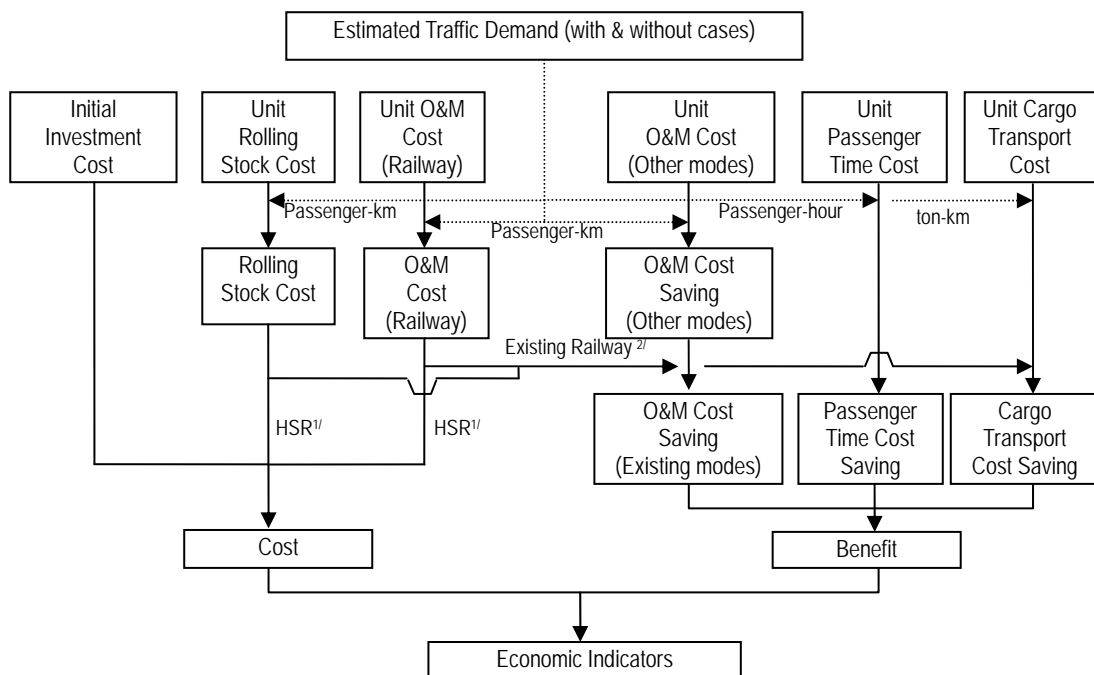 Estimated Traffic Demand (with & without cases)
Initial
Investment
Cost
Unit
Rolling
Stock Cost
Unit O&M
Cost
(Railway)
Unit
O&M Cost
(Other modes)
Unit
Passenger
Time Cost
Unit Cargo
Transport
Cost
Passenger-km
Passenger-km
Passenger-hour
ton-km
Rolling
Stock Cost
O&M
Cost
(Railway)
O&M Cost
Saving
(Other modes)
Existing Railway 2/
HSR1/
HSR1/
O&M Cost
Saving
(Existing modes)
Passenger
Time Cost
Saving
Cargo
Transport
Cost Saving
Cost
Benefit
Economic Indicators